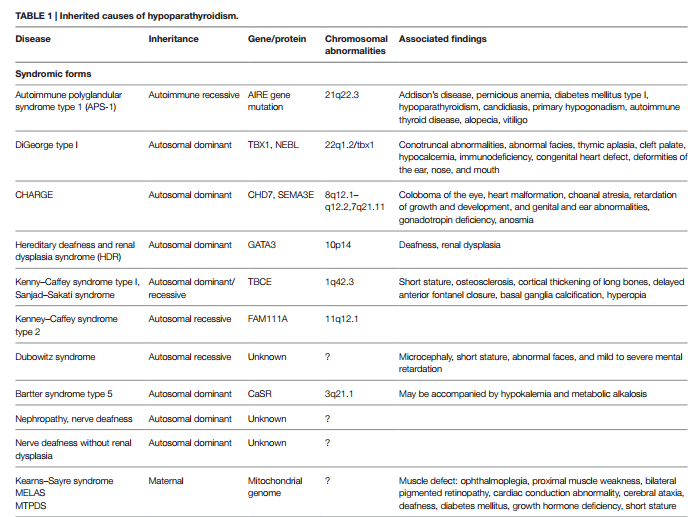 TABLE 1 | Inherited causes of hypoparathyroidism.
Disease Inheritance Gene/protein Chromosomal abnormalities Associated findings
Syndromic forms
Autoimmune polyglandular Autoimmune recessive AIRE gene 21q22.3 Addison's disease, pernicious anemia, diabetes mellitus type I,
syndrome type 1 (APS-1) mutation hypoparathyroidism, candidiasis, primary hypogonadism, autoimmune
thyroid disease, alopecia, vitiligo
DiGeorge type I Autosomal dominant TBX1, NEBL 22q1.2/tbx1 Conotruncal abnormalities, abnormal facies, thymic aplasia, cleft palate,
hypocalcemia, immunodeficiency, congenital heart defect, deformities of
the ear, nose, and mouth
CHARGE Autosomal dominant CHD7, SEMA3E 8q12.1– Coloboma of the eye, heart malformation, choanal atresia, retardation
q12.2,7q21.11 of growth and development, and genital and ear abnormalities,
gonadotropin deficiency, anosmia
Hereditary deafness and renal Autosomal dominant GATA3 10p14 Deafness, renal dysplasia
dysplasia syndrome (HDR)
Kenny–Caffey syndrome type I, Autosomal dominant/ TBCE 1q42.3 Short stature, osteosclerosis, cortical thickening of long bones, delayed
Sanjad–Sakati syndrome recessive anterior fontanel closure, basal ganglia calcification, hyperopia
Kenney–Caffey syndrome Autosomal recessive FAM111A 11q12.1
type 2
Dubowitz syndrome Autosomal recessive Unknown ? Microcephaly, short stature, abnormal faces, and mild to severe mental
retardation
Bartter syndrome type 5 Autosomal dominant CaSR 3q21.1 May be accompanied by hypokalemia and metabolic alkalosis
Nephropathy, nerve deafness Autosomal dominant Unknown ?
Nerve deafness without renal Autosomal dominant Unknown ?
dysplasia
Kearns–Sayre syndrome Maternal Mitochondrial ? Muscle defect: ophthalmoplegia, proximal muscle weakness, bilateral
MELAS genome pigmented retinopathy, cardiac conduction abnormality, cerebral ataxia,
MTPDS deafness, diabetes mellitus, growth hormone deficiency, short stature